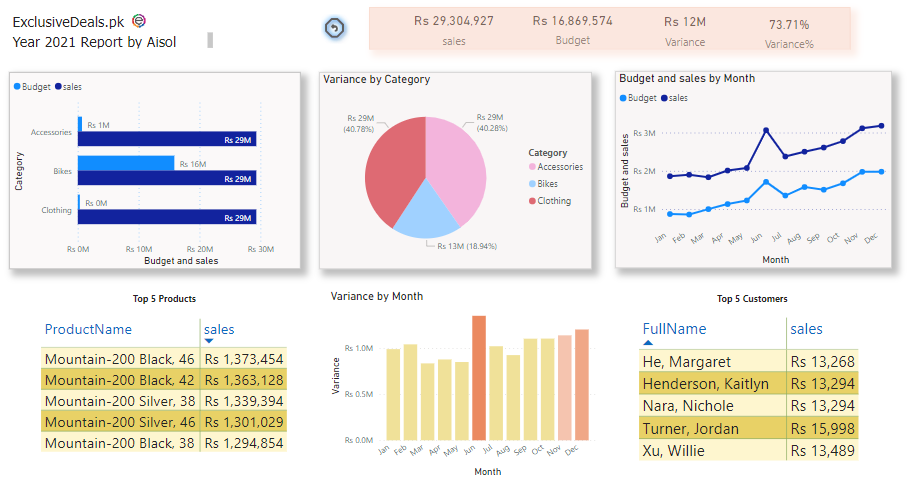 ExclusiveDeals.pk
Year 2021 Report by Aisol
Rs 29,304,927
sales
Rs 16,869,574
Budget
Rs 12M
Variance
73.71%
Variance%
Budget sales
Category
Accessories
Bikes
Clothing
Rs 1M
Rs 29M
Rs 16M
Rs 29M
Rs 0M
Rs 29M
Rs 0M Rs 10M Rs 20M Rs 30M
Budget and sales
Variance by Category
Rs 29M
(40.78%)
Rs 29M
(40.28%)
Rs 13M (18.94%)
Category
Accessories
Bikes
Clothing
Budget and sales by Month
Budget sales
Budget and sales
Rs 3M
Rs 2M
Rs 1M
Jan Feb Mar Apr May Jun Jul Aug Sep Oct Nov Dec
Month
Top 5 Products
ProductName sales
Mountain-200 Black, 46 Rs 1,373,454
Mountain-200 Black, 42 Rs 1,363,128
Mountain-200 Silver, 38 Rs 1,339,394
Mountain-200 Silver, 46 Rs 1,301,029
Mountain-200 Black, 38 Rs 1,294,854
Variance by Month
Variance
Rs 1.0M
Rs 0.5M
Rs 0.0M
Jan Feb Mar Apr May Jun Jul Aug Sep Oct Nov Dec
Month
Top 5 Customers
FullName sales
He, Margaret Rs 13,268
Henderson, Kaitlyn Rs 13,294
Nara, Nichole Rs 13,294
Turner, Jordan Rs 15,998
Xu, Willie Rs 13,489